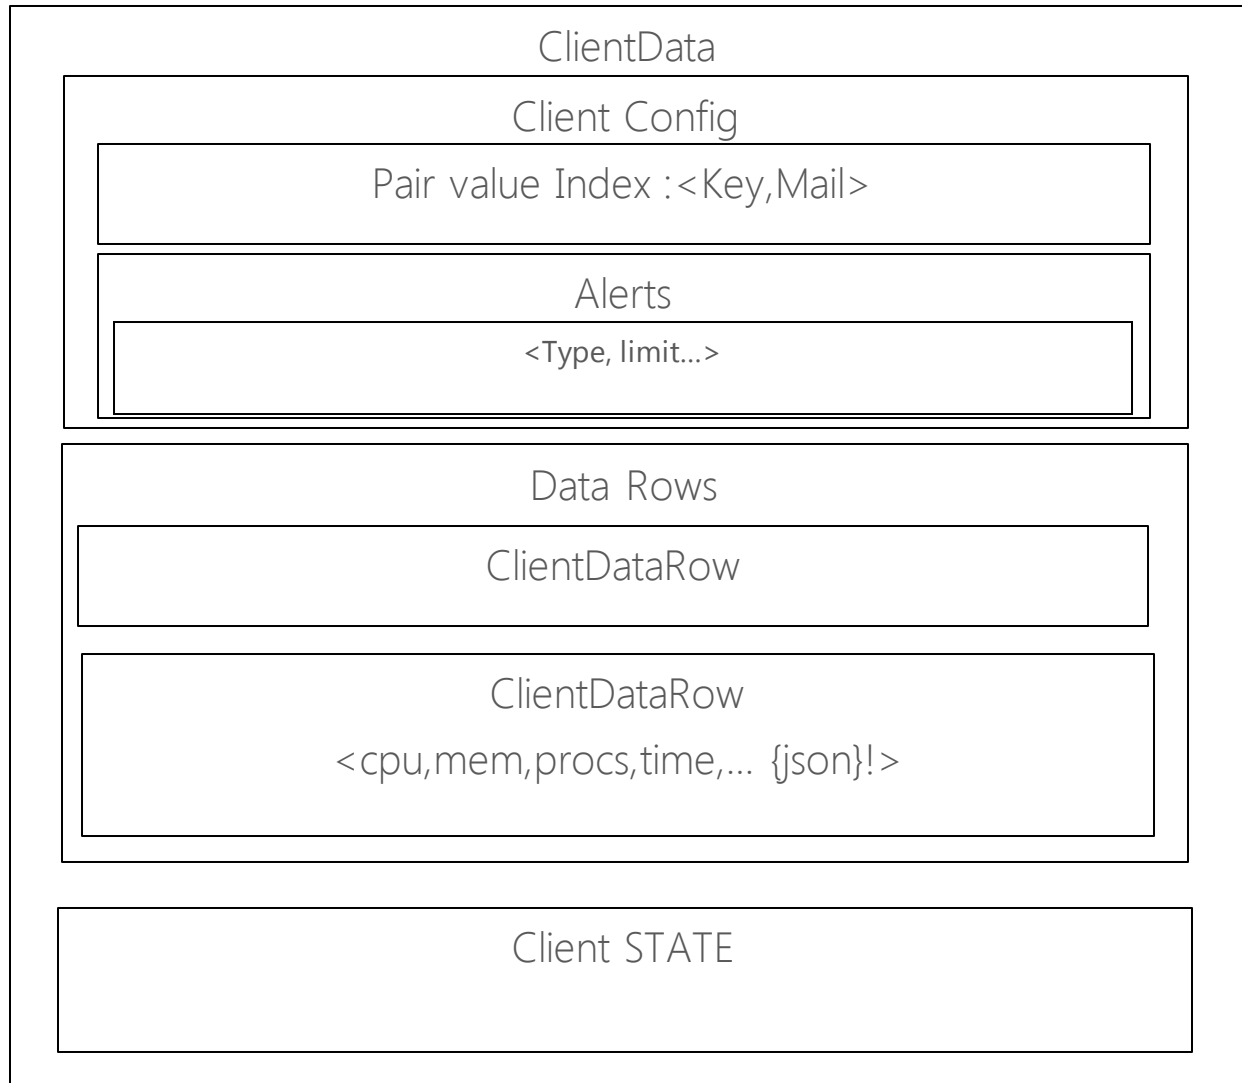 ClientData
Client Config
Pair value Index :<Key,Mail>
Alerts
<Type, limit...>
Data Rows
ClientDataRow
ClientDataRow
<cpu,mem,procs,time,... {json}!>
Client STATE